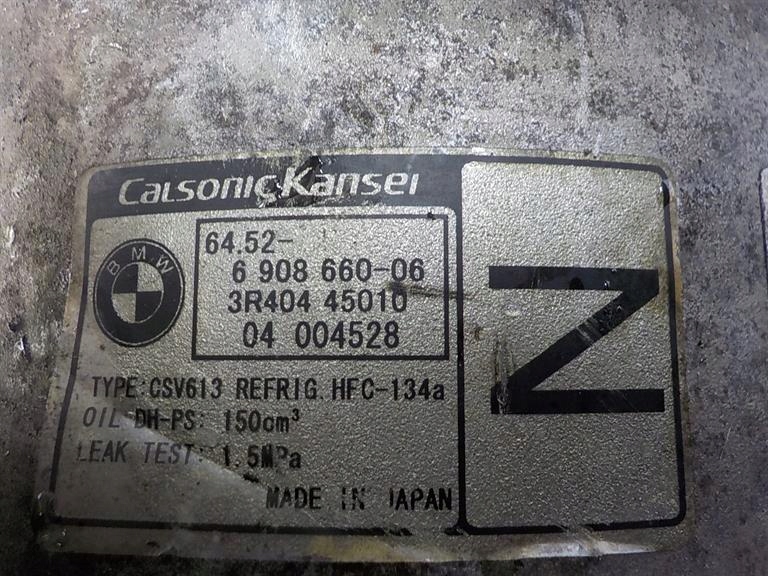 CalsonicKansei
BMW
64.52-
6 908 660-06
3R404 45010
04 004528
TYPE:CSV613 REFRIG.HFC-134a
OIL DH-PS: 150cm³
LEAK TEST: 1.5MPa
MADE IN JAPAN
Z